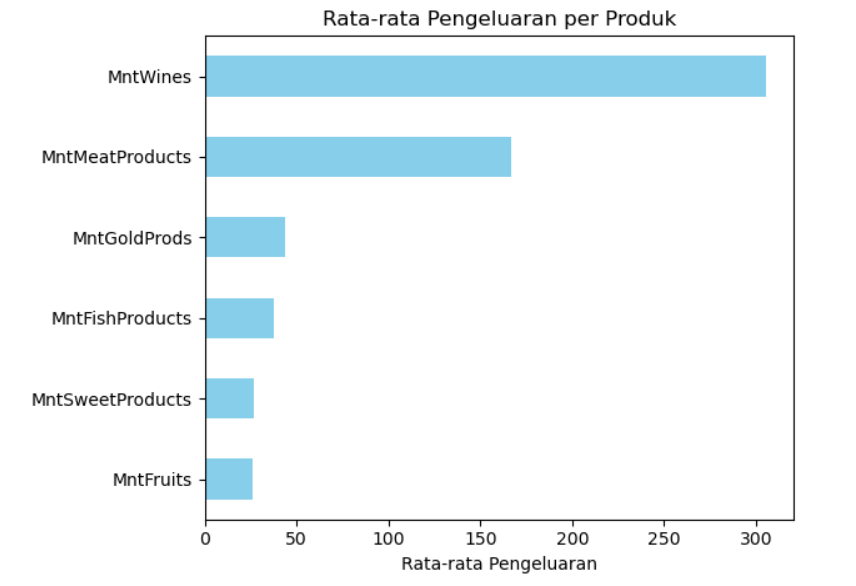 Rata-rata Pengeluaran per Produk
MntWines
MntMeatProducts
MntGoldProds
MntFishProducts
MntSweetProducts
MntFruits
0 50 100 150 200 250 300
Rata-rata Pengeluaran